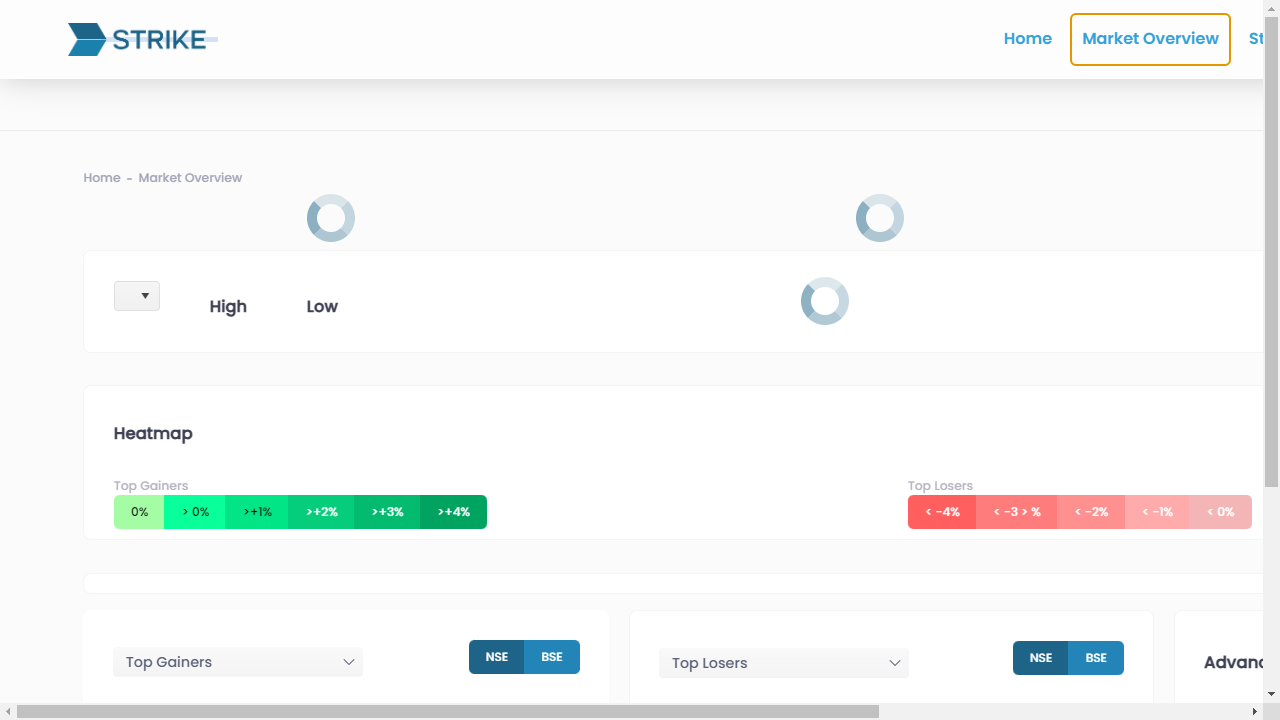 STRIKE
Home Market Overview St
Home - Market Overview
High Low
Heatmap
Top Gainers Top Losers
0% > 0% >+1% >+2% >+3% >+4% < -4% < -3 > % < -2% < -1% < 0%
Top Gainers NSE BSE Top Losers NSE BSE Advanc